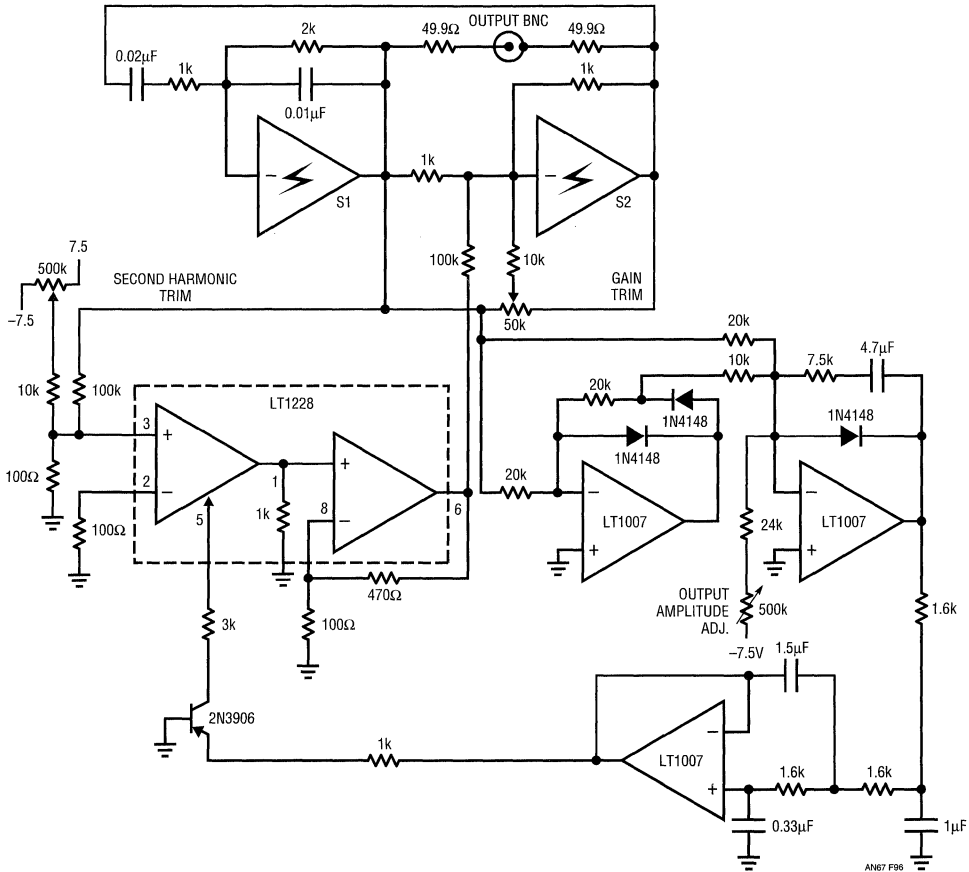 OUTPUT BNC
2k
49.9Ω
49.9Ω
0.02µF
1k
1k
0.01µF
S1
1k
S2
100k
10k
7.5
500k
–7.5
SECOND HARMONIC
TRIM
GAIN
TRIM
50k
20k
10k
7.5k
4.7µF
10k
100k
LT1228
20k
1N4148
1N4148
1N4148
3
+
+
100Ω
2
–
1
8
–
6
5
20k
–
LT1007
+
–
LT1007
+
24k
100Ω
1k
470Ω
100Ω
OUTPUT
AMPLITUDE
ADJ.
500k
–7.5V
1.6k
3k
1.5µF
2N3906
1k
–
LT1007
+
1.6k
1.6k
0.33µF
1µF
AN67 F96